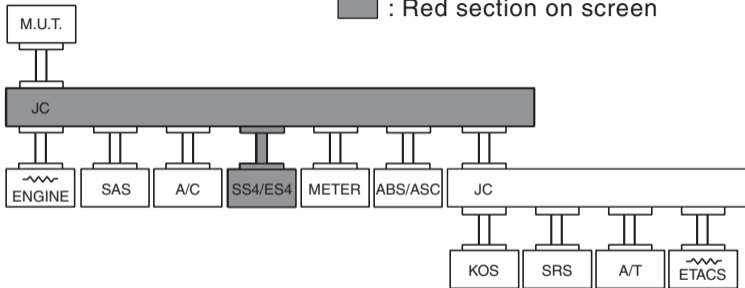 : Red section on screen
M.U.T.
JC
ENGINE SAS A/C SS4/ES4 METER ABS/ASC JC
KOS SRS A/T ETACS